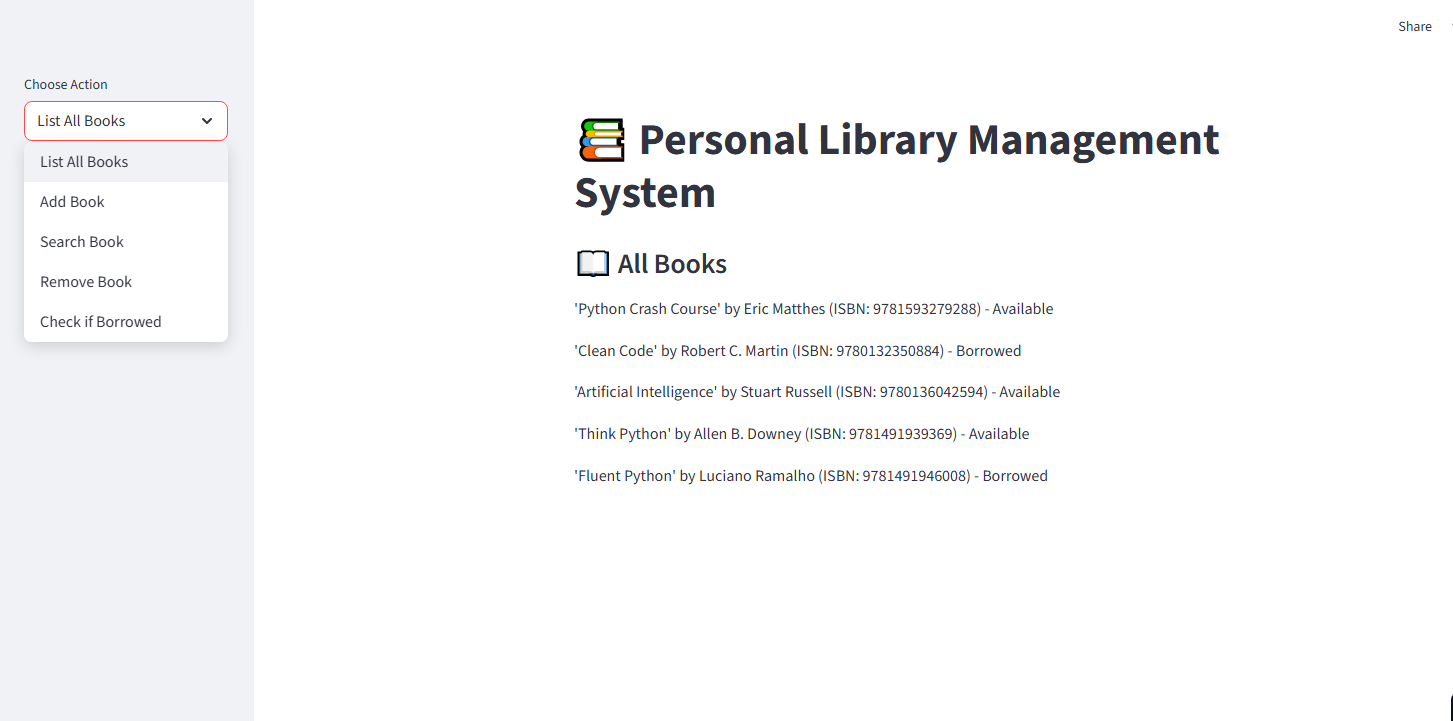 Share
Choose Action
List All Books
List All Books
Add Book
Search Book
Remove Book
Check if Borrowed
Personal Library Management
System
All Books
'Python Crash Course' by Eric Matthes (ISBN: 9781593279288) - Available
'Clean Code' by Robert C. Martin (ISBN: 9780132350884) - Borrowed
'Artificial Intelligence' by Stuart Russell (ISBN: 9780136042594) - Available
'Think Python' by Allen B. Downey (ISBN: 9781491939369) - Available
'Fluent Python' by Luciano Ramalho (ISBN: 9781491946008) - Borrowed